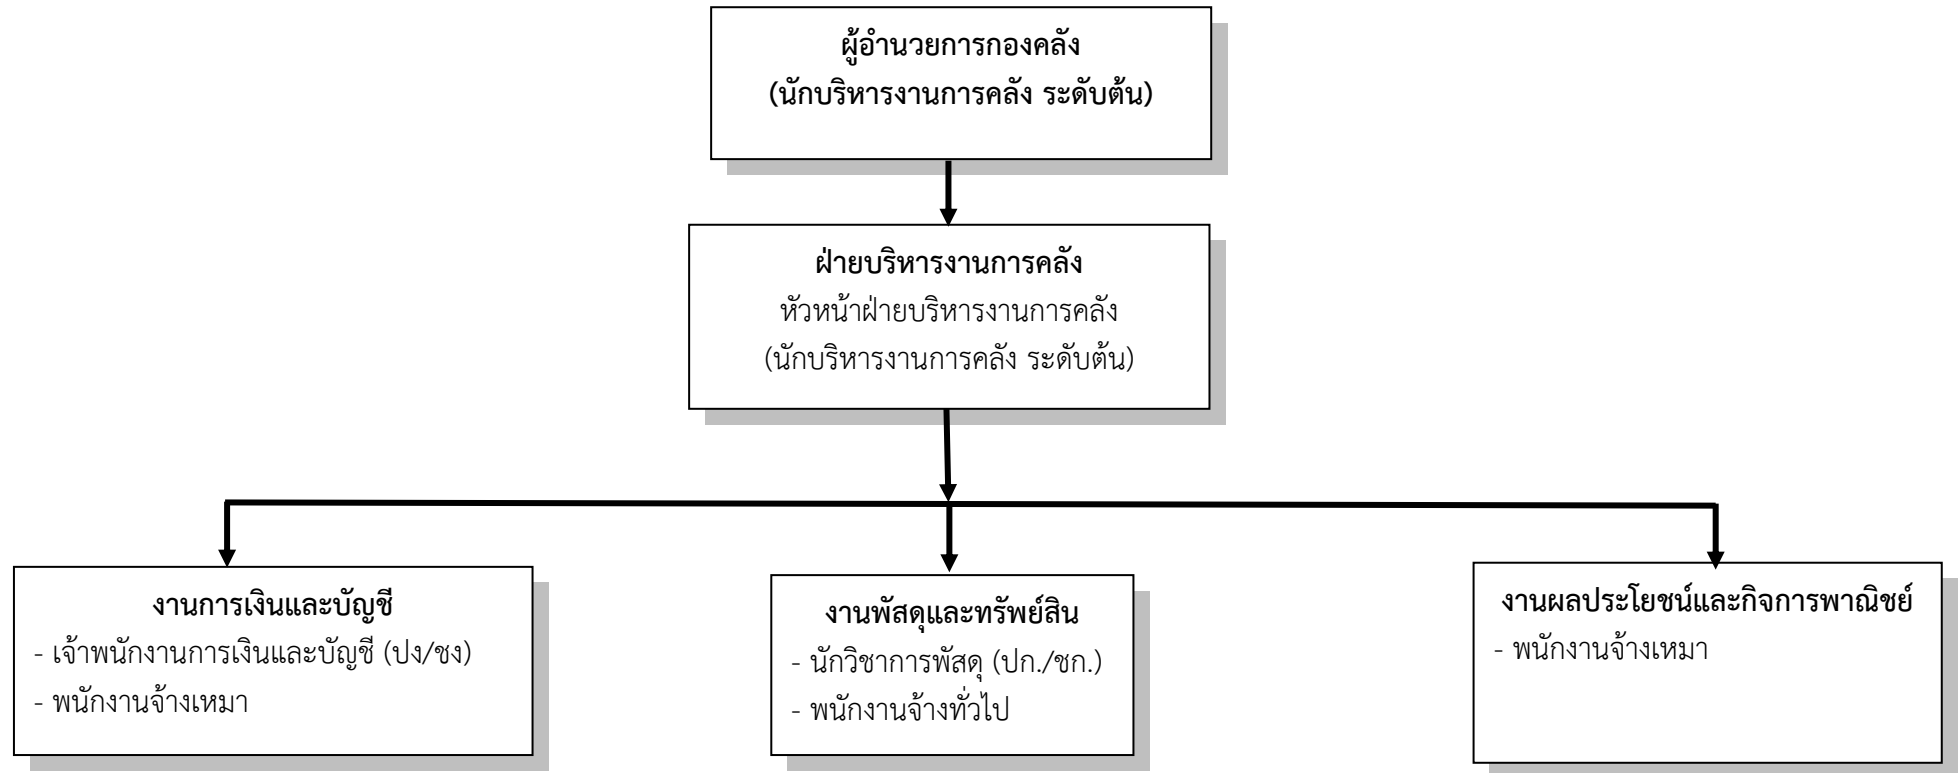 ผู้อำนวยการกองคลัง
(นักบริหารงานการคลัง ระดับต้น)
ฝ่ายบริหารงานการคลัง
หัวหน้าฝ่ายบริหารงานการคลัง
(นักบริหารงานการคลัง ระดับต้น)
งานการเงินและบัญชี
- เจ้าพนักงานการเงินและบัญชี (ปง/ชง)
- พนักงานจ้างเหมา
งานพัสดุและทรัพย์สิน
- นักวิชาการพัสดุ (ปก./ชก.)
- พนักงานจ้างทั่วไป
งานผลประโยชน์และกิจการพาณิชย์
- พนักงานจ้างเหมา